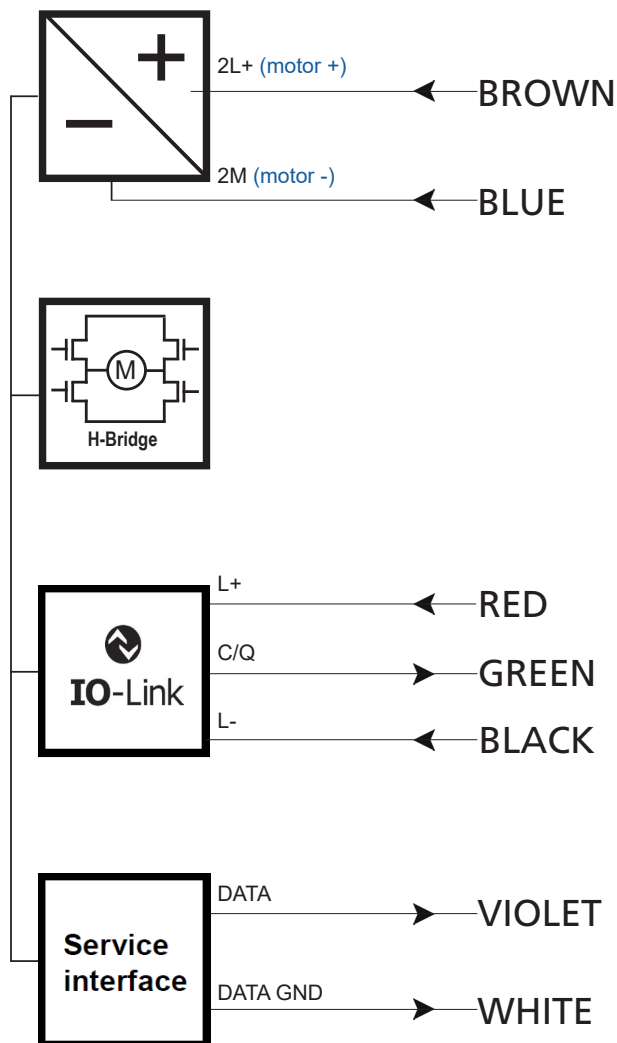 2L+ (motor +)
BROWN
2M (motor -)
BLUE
M
H-Bridge
L+
RED
C/Q
GREEN
IO-Link
L-
BLACK
DATA
VIOLET
Service
interface
DATA GND
WHITE